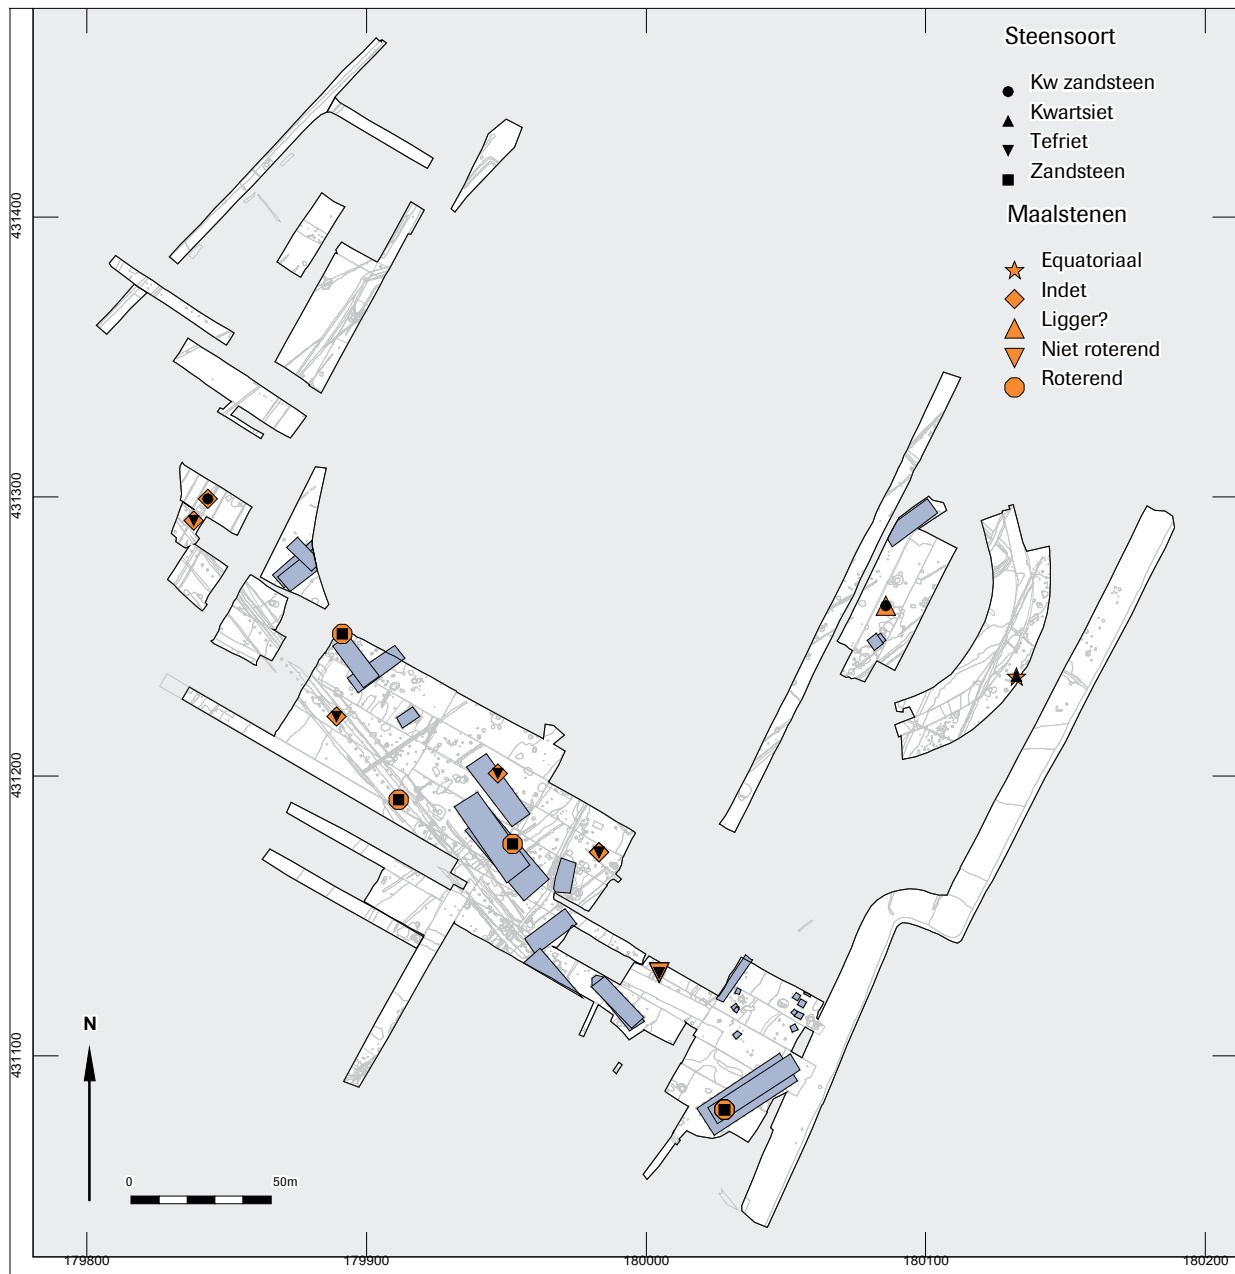 Steensoort
Kw zandsteen
Kwartsiet
Tefriet
Zandsteen
Maalstenen
Equatoriaal
Indet
Ligger?
Niet roterend
Roterend
431400
431300
431200
431100
N
0 50m
179800 179900 180000 180100 180200